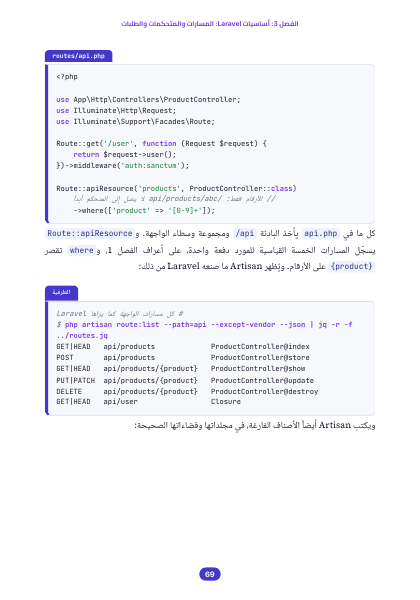 الفصل 3: أساسيات Laravel: المسارات والمتحكمات والطلبات
routes/api.php
<?php
use App\Http\Controllers\ProductController;
use Illuminate\Http\Request;
use Illuminate\Support\Facades\Route;
Route::get('/user', function (Request $request) {
    return $request->user();
})->middleware('auth:sanctum');
Route::apiResource('products', ProductController::class)
    // الأرقام فقط: /api/products/abc لا يصل إلى المتحكم أبداً
    ->where(['product' => '[0-9]+']);
كل ما في api.php يأخذ البادئة /api ومجموعة وسطاء الواجهة. و Route::apiResource
يسجّل المسارات الخمسة القياسية للمورد دفعة واحدة، على أعراف الفصل 1، و where تقصر
{product} على الأرقام. ويُظهر Artisan ما صنعه Laravel من ذلك:
الطرفية
# كل مسارات الواجهة كما يراها Laravel
$ php artisan route:list --path=api --except-vendor --json | jq -r -f
../routes.jq
GET|HEAD   api/products             ProductController@index
POST       api/products             ProductController@store
GET|HEAD   api/products/{product}   ProductController@show
PUT|PATCH  api/products/{product}   ProductController@update
DELETE     api/products/{product}   ProductController@destroy
GET|HEAD   api/user                 Closure
ويكتب Artisan أيضاً الأصناف الفارغة، في مجلداتها وفضاءاتها الصحيحة:
69